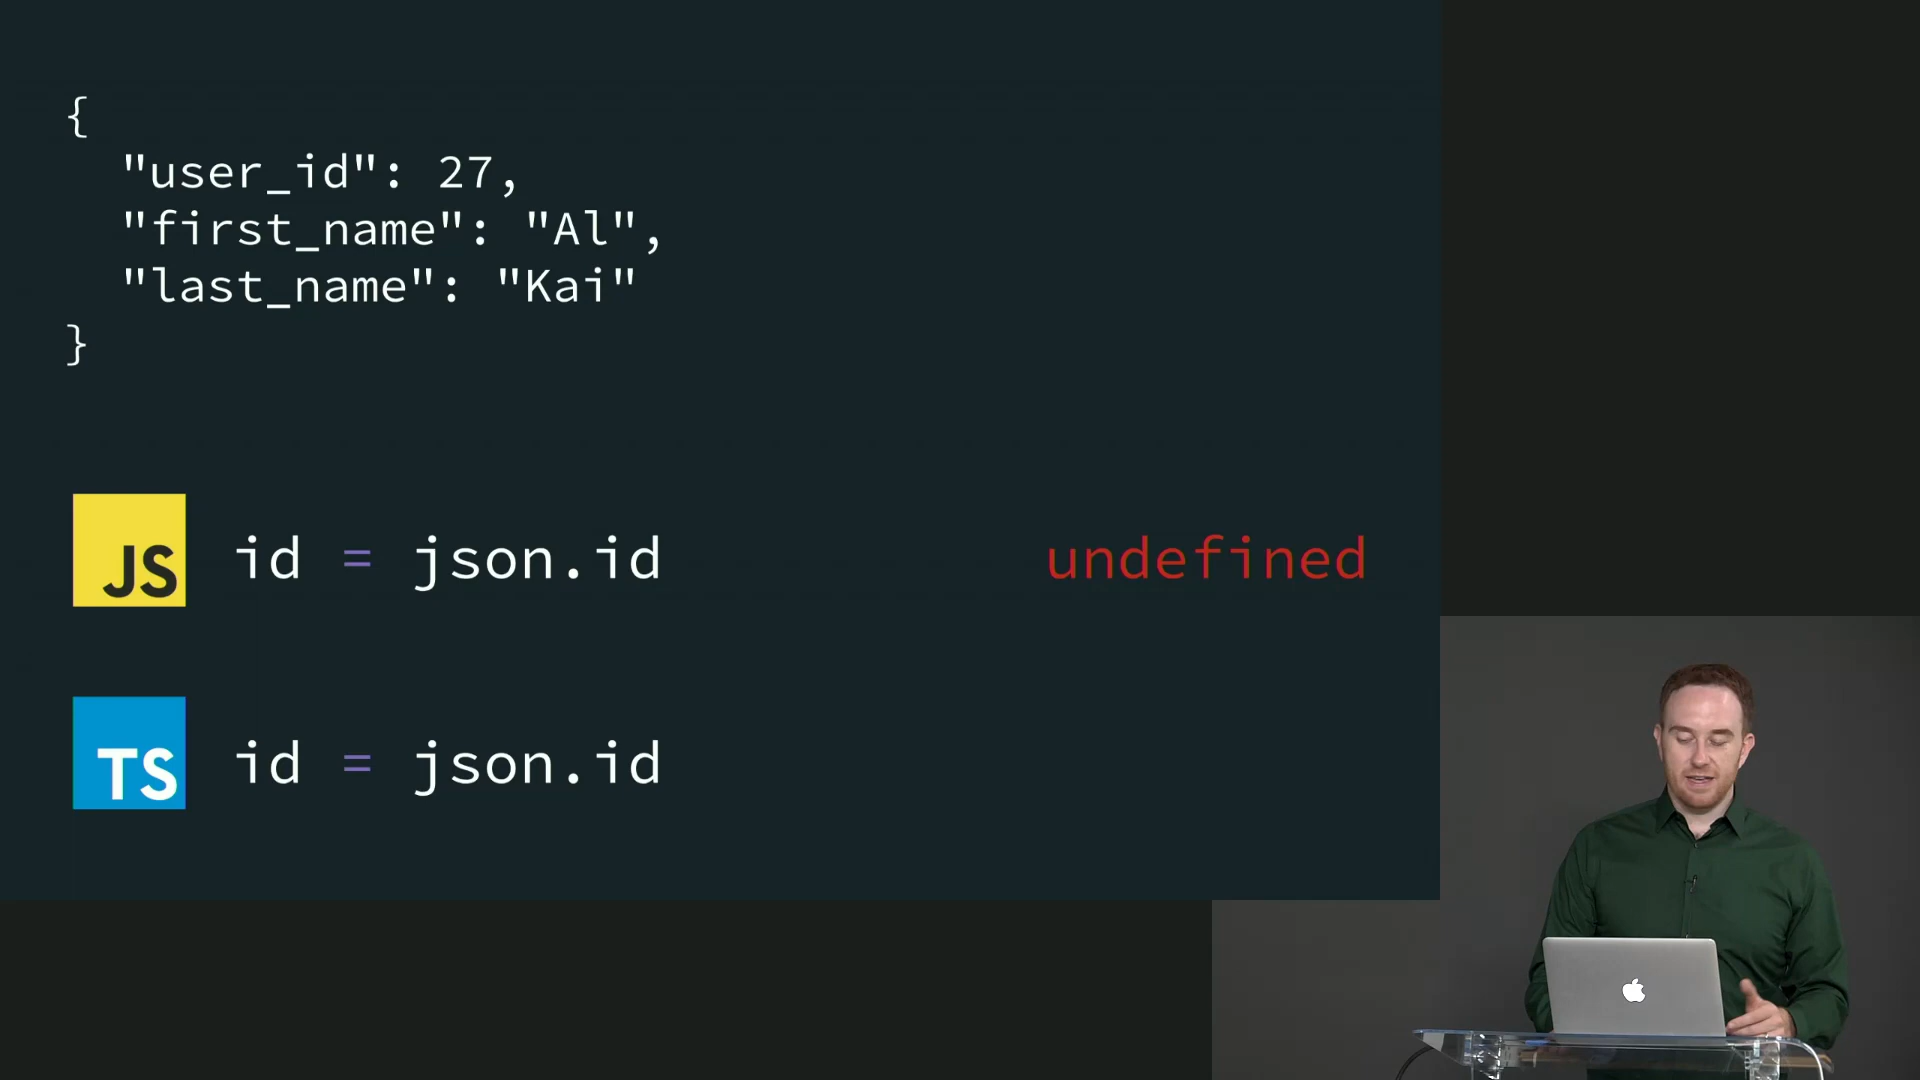 {
"user_id": 27,
"first_name": "Al",
"last_name": "Kai"
}
JS id = json.id undefined
TS id = json.id